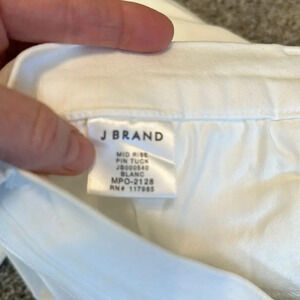 J BRAND
MID RISE
PIN TUCK
JB000540
BLANC
MPO-2128
RN# 117985